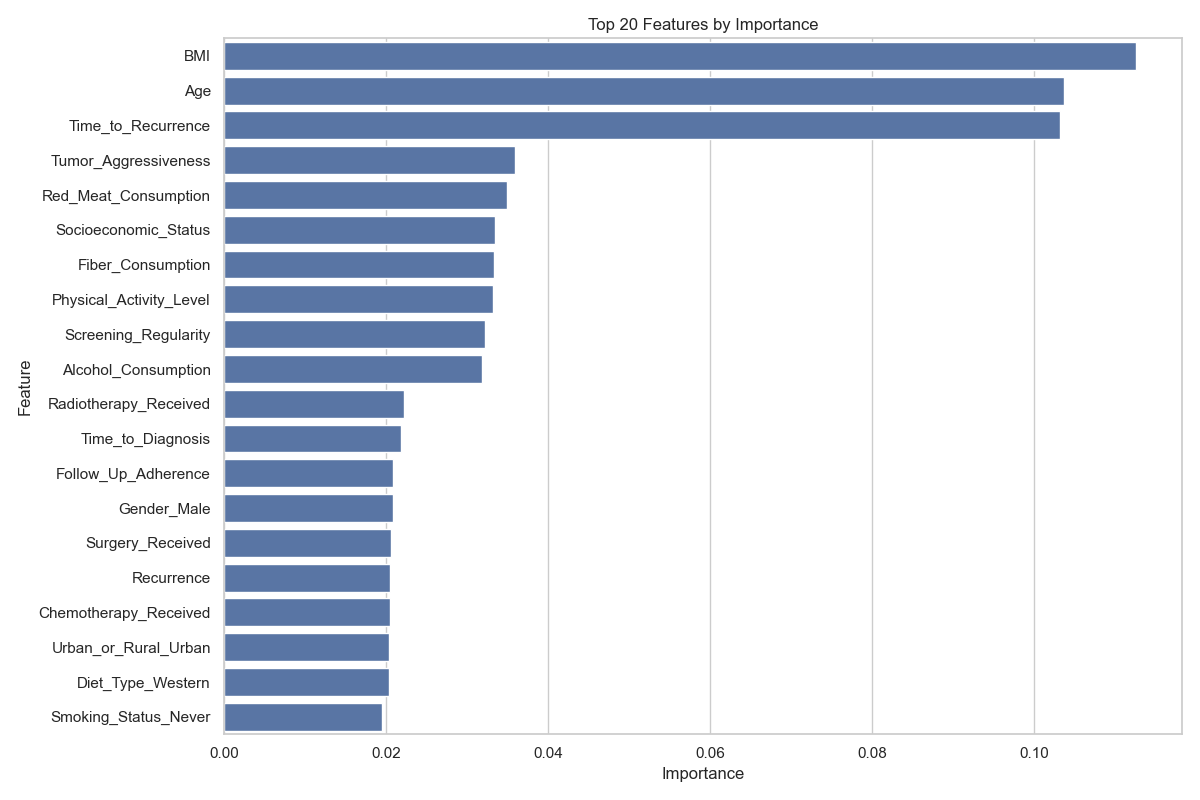 Top 20 Features by Importance
BMI
Age
Time_to_Recurrence
Tumor_Aggressiveness
Red_Meat_Consumption
Socioeconomic_Status
Fiber_Consumption
Physical_Activity_Level
Screening_Regularity
Alcohol_Consumption
Radiotherapy_Received
Time_to_Diagnosis
Follow_Up_Adherence
Gender_Male
Surgery_Received
Recurrence
Chemotherapy_Received
Urban_or_Rural_Urban
Diet_Type_Western
Smoking_Status_Never
Feature
0.00 0.02 0.04 0.06 0.08 0.10
Importance